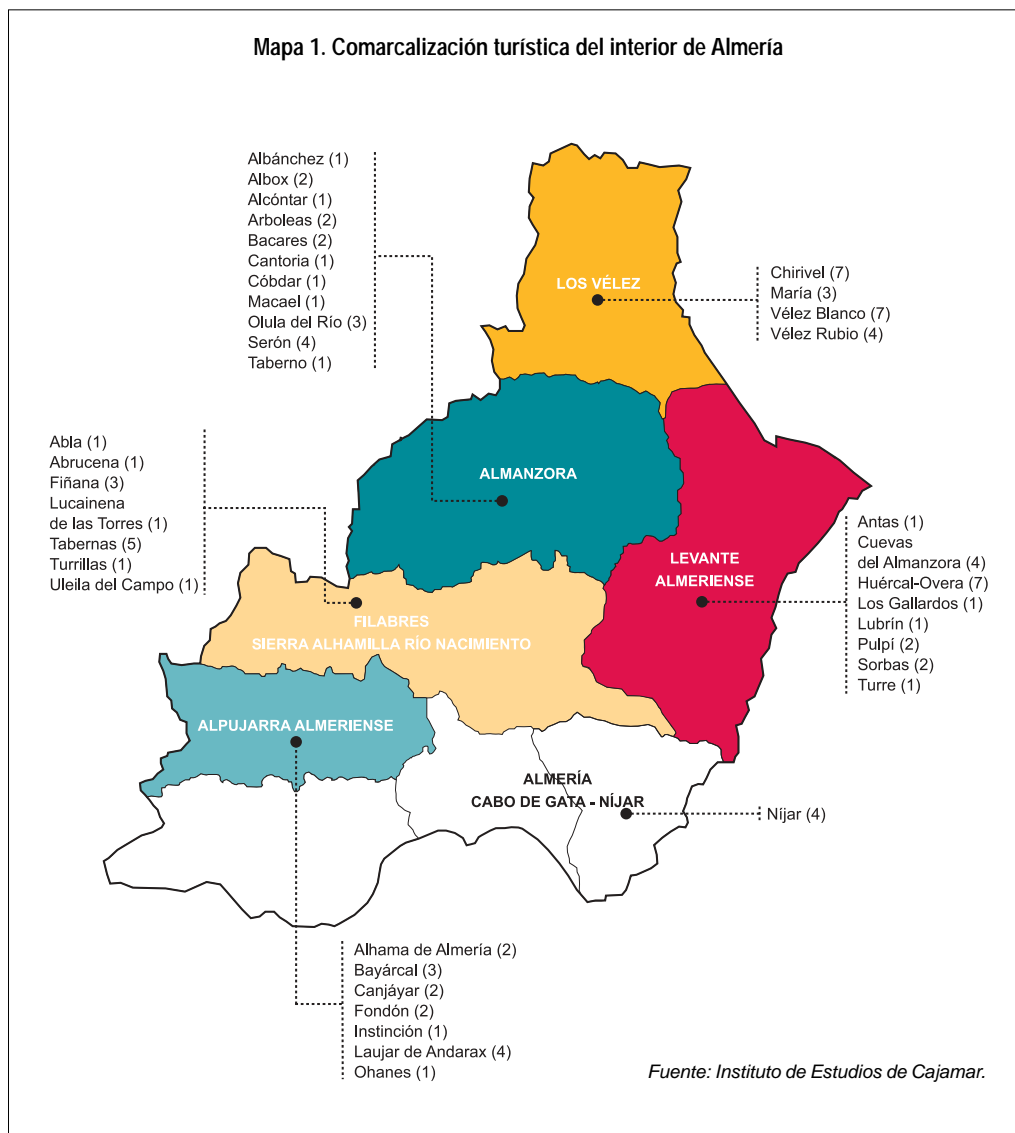 Mapa 1. Comarcalización turística del interior de Almería
Albánchez (1)
Albox (2)
Alcóntar (1)
Arboleas (2)
Bacares (2)
Cantoria (1)
Cóbdar (1)
Macael (1)
Olula del Río (3)
Serón (4)
Taberno (1)
LOS VÉLEZ
Chirivel (7)
María (3)
Vélez Blanco (7)
Vélez Rubio (4)
Abla (1)
Abrucena (1)
Fiñana (3)
Lucainena
de las Torres (1)
Tabernas (5)
Turrillas (1)
Uleila del Campo (1)
ALMANZORA
LEVANTE
ALMERIENSE
Antas (1)
Cuevas
del Almanzora (4)
Huércal-Overa (7)
Los Gallardos (1)
Lubrín (1)
Pulpí (2)
Sorbas (2)
Turre (1)
FILABRES
SIERRA ALHAMILLA RÍO NACIMIENTO
ALPUJARRA ALMERIENSE
ALMERÍA
CABO DE GATA - NÍJAR
Níjar (4)
Alhama de Almería (2)
Bayárcal (3)
Canjáyar (2)
Fondón (2)
Instinción (1)
Laujar de Andarax (4)
Ohanes (1)
Fuente: Instituto de Estudios de Cajamar.